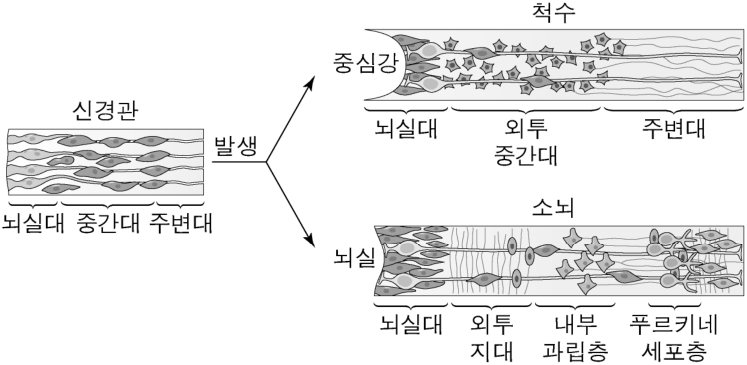 척수
중심강
뇌실대
외투
중간대
주변대
신경관
뇌실대
중간대
주변대
발생
소뇌
뇌실
뇌실대
외투
지대
내부
과립층
푸르키네
세포층